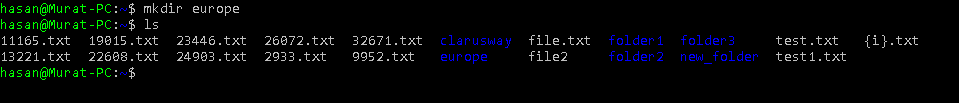 hasan@Murat-PC:~$ mkdir europe
hasan@Murat-PC:~$ ls
11165.txt  19015.txt  23446.txt  26072.txt  32671.txt  clarusway  file.txt  folder1  folder3     test.txt   {i}.txt
13221.txt  22608.txt  24903.txt  2933.txt   9952.txt   europe     file2     folder2  new_folder  test1.txt
hasan@Murat-PC:~$